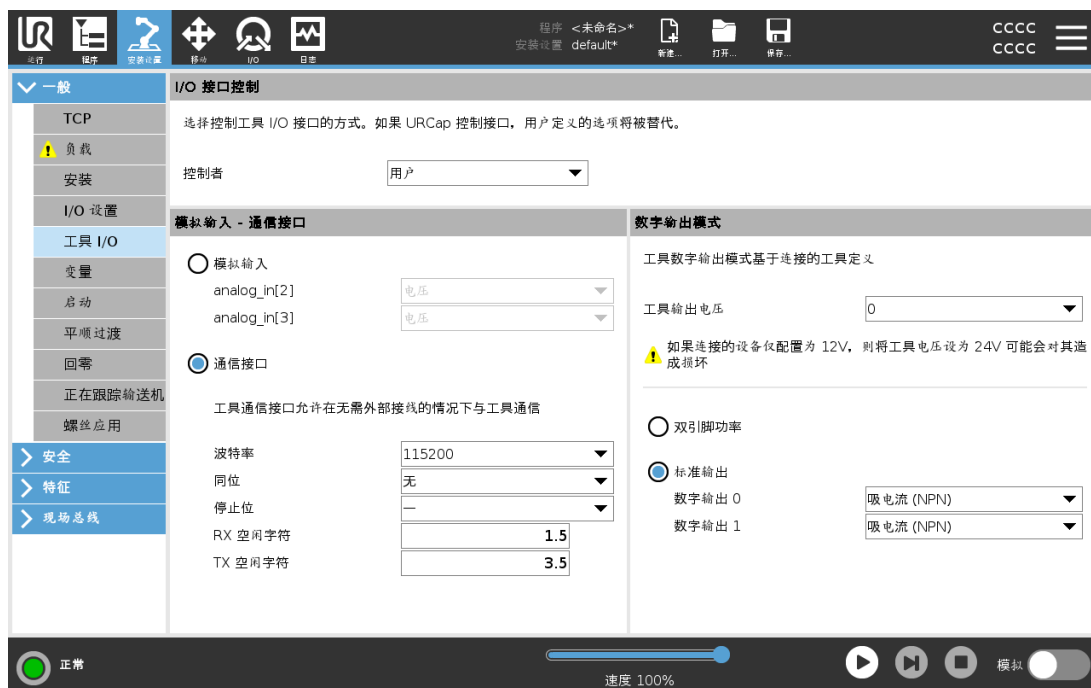 UR
运行
程序
安装设置
移动
I/O
日志
程序 <未命名>*
安装设置 default*
新建...
打开...
保存...
CCCC
CCCC
一般
TCP
负载
安装
I/O 设置
工具 I/O
变量
启动
平顺过渡
回零
正在跟踪输送机
螺丝应用
安全
特征
现场总线
I/O 接口控制
选择控制工具 I/O 接口的方式。如果 URCap 控制接口，用户定义的选项将被替代。
控制者
用户
模拟输入 - 通信接口
模拟输入
analog_in[2]
电压
analog_in[3]
电压
通信接口
工具通信接口允许在无需外部接线的情况下与工具通信
波特率
115200
同位
无
停止位
一
RX 空闲字符
1.5
TX 空闲字符
3.5
数字输出模式
工具数字输出模式基于连接的工具定义
工具输出电压
0
如果连接的设备仅配置为 12V，则将工具电压设为 24V 可能会对其造
成损坏
双引脚功率
标准输出
数字输出 0
吸电流 (NPN)
数字输出 1
吸电流 (NPN)
正常
速度 100%
模拟